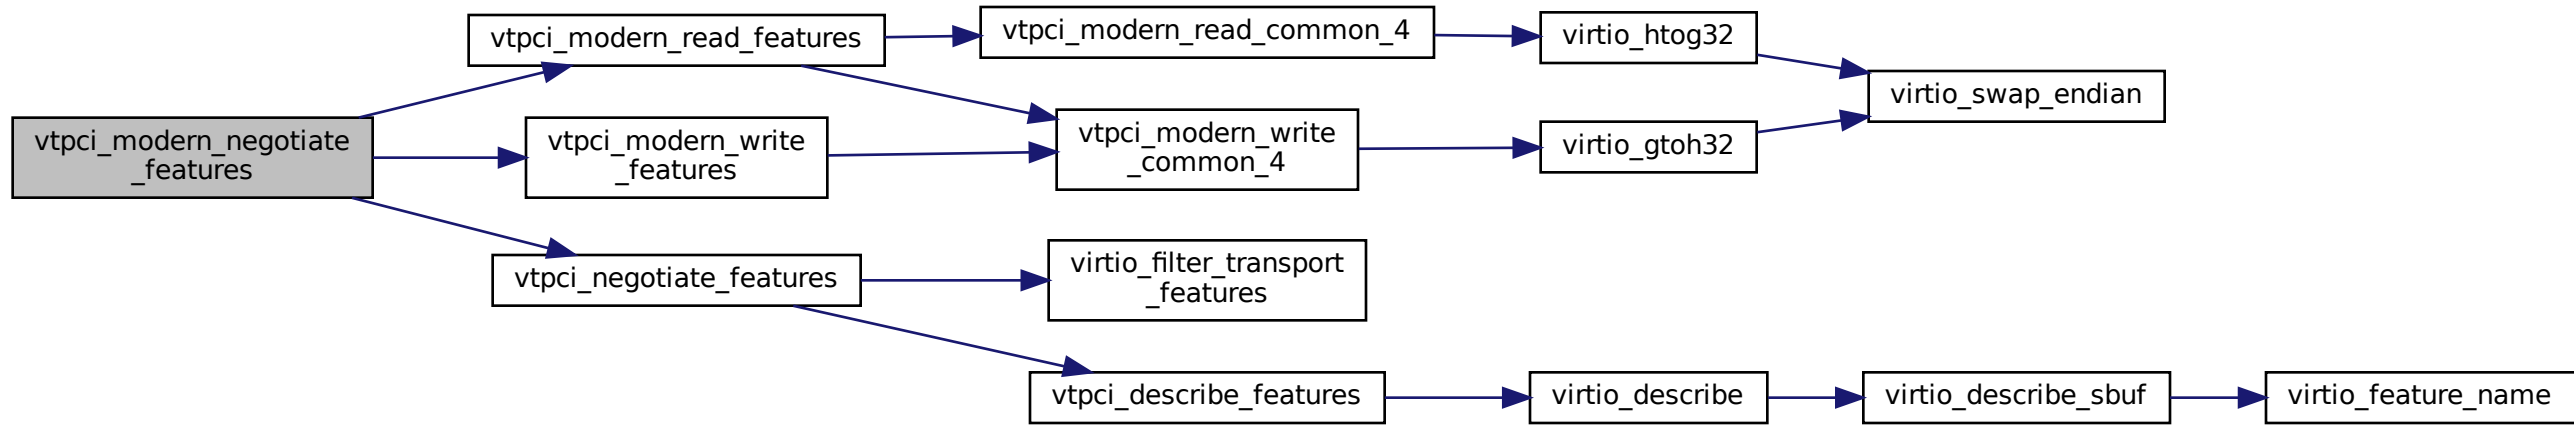 vtpci_modern_negotiate
_features
vtpci_modern_read_features
vtpci_modern_read_common_4
virtio_htog32
virtio_swap_endian
vtpci_modern_write
_common_4
virtio_gtoh32
vtpci_modern_write
_features
vtpci_negotiate_features
virtio_filter_transport
_features
vtpci_describe_features
virtio_describe
virtio_describe_sbuf
virtio_feature_name